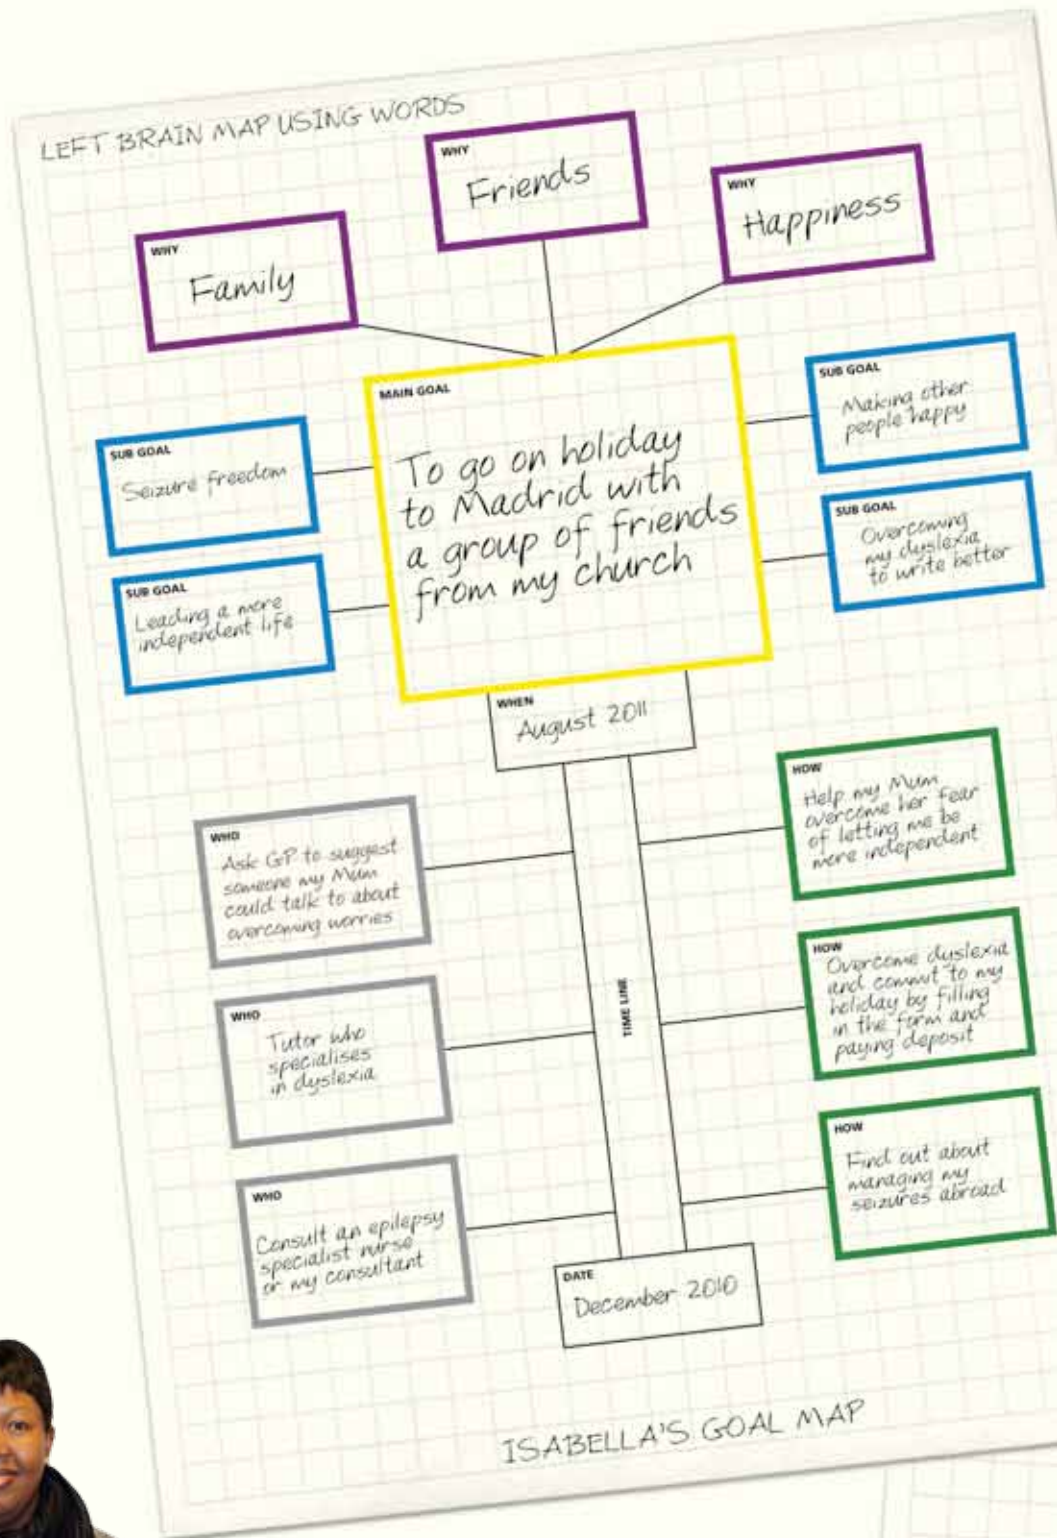 LEFT BRAIN MAP USING WORDS
WHY
Friends
WHY
Happiness
WHY
Family
MAIN GOAL
To go on holiday
to Madrid with
a group of friends
from my church
SUB GOAL
Seizure freedom
SUB GOAL
Leading a more
independent life
SUB GOAL
Making other
people happy
SUB GOAL
Overcoming
my dyslexia
to write better
WHEN
August 2011
HOW
Help my Mum
overcome her fear
of letting me be
more independent
WHO
Ask GP to suggest
someone my Mum
could talk to about
overcoming worries
HOW
Overcome dyslexia
and commit to my
holiday by filling
in the form and
paying deposit
WHO
Tutor who
specialises
in dyslexia
TIME LINE
HOW
Find out about
managing my
seizures abroad
WHO
Consult an epilepsy
specialist nurse
or my consultant
DATE
December 2010
ISABELLA'S GOAL MAP